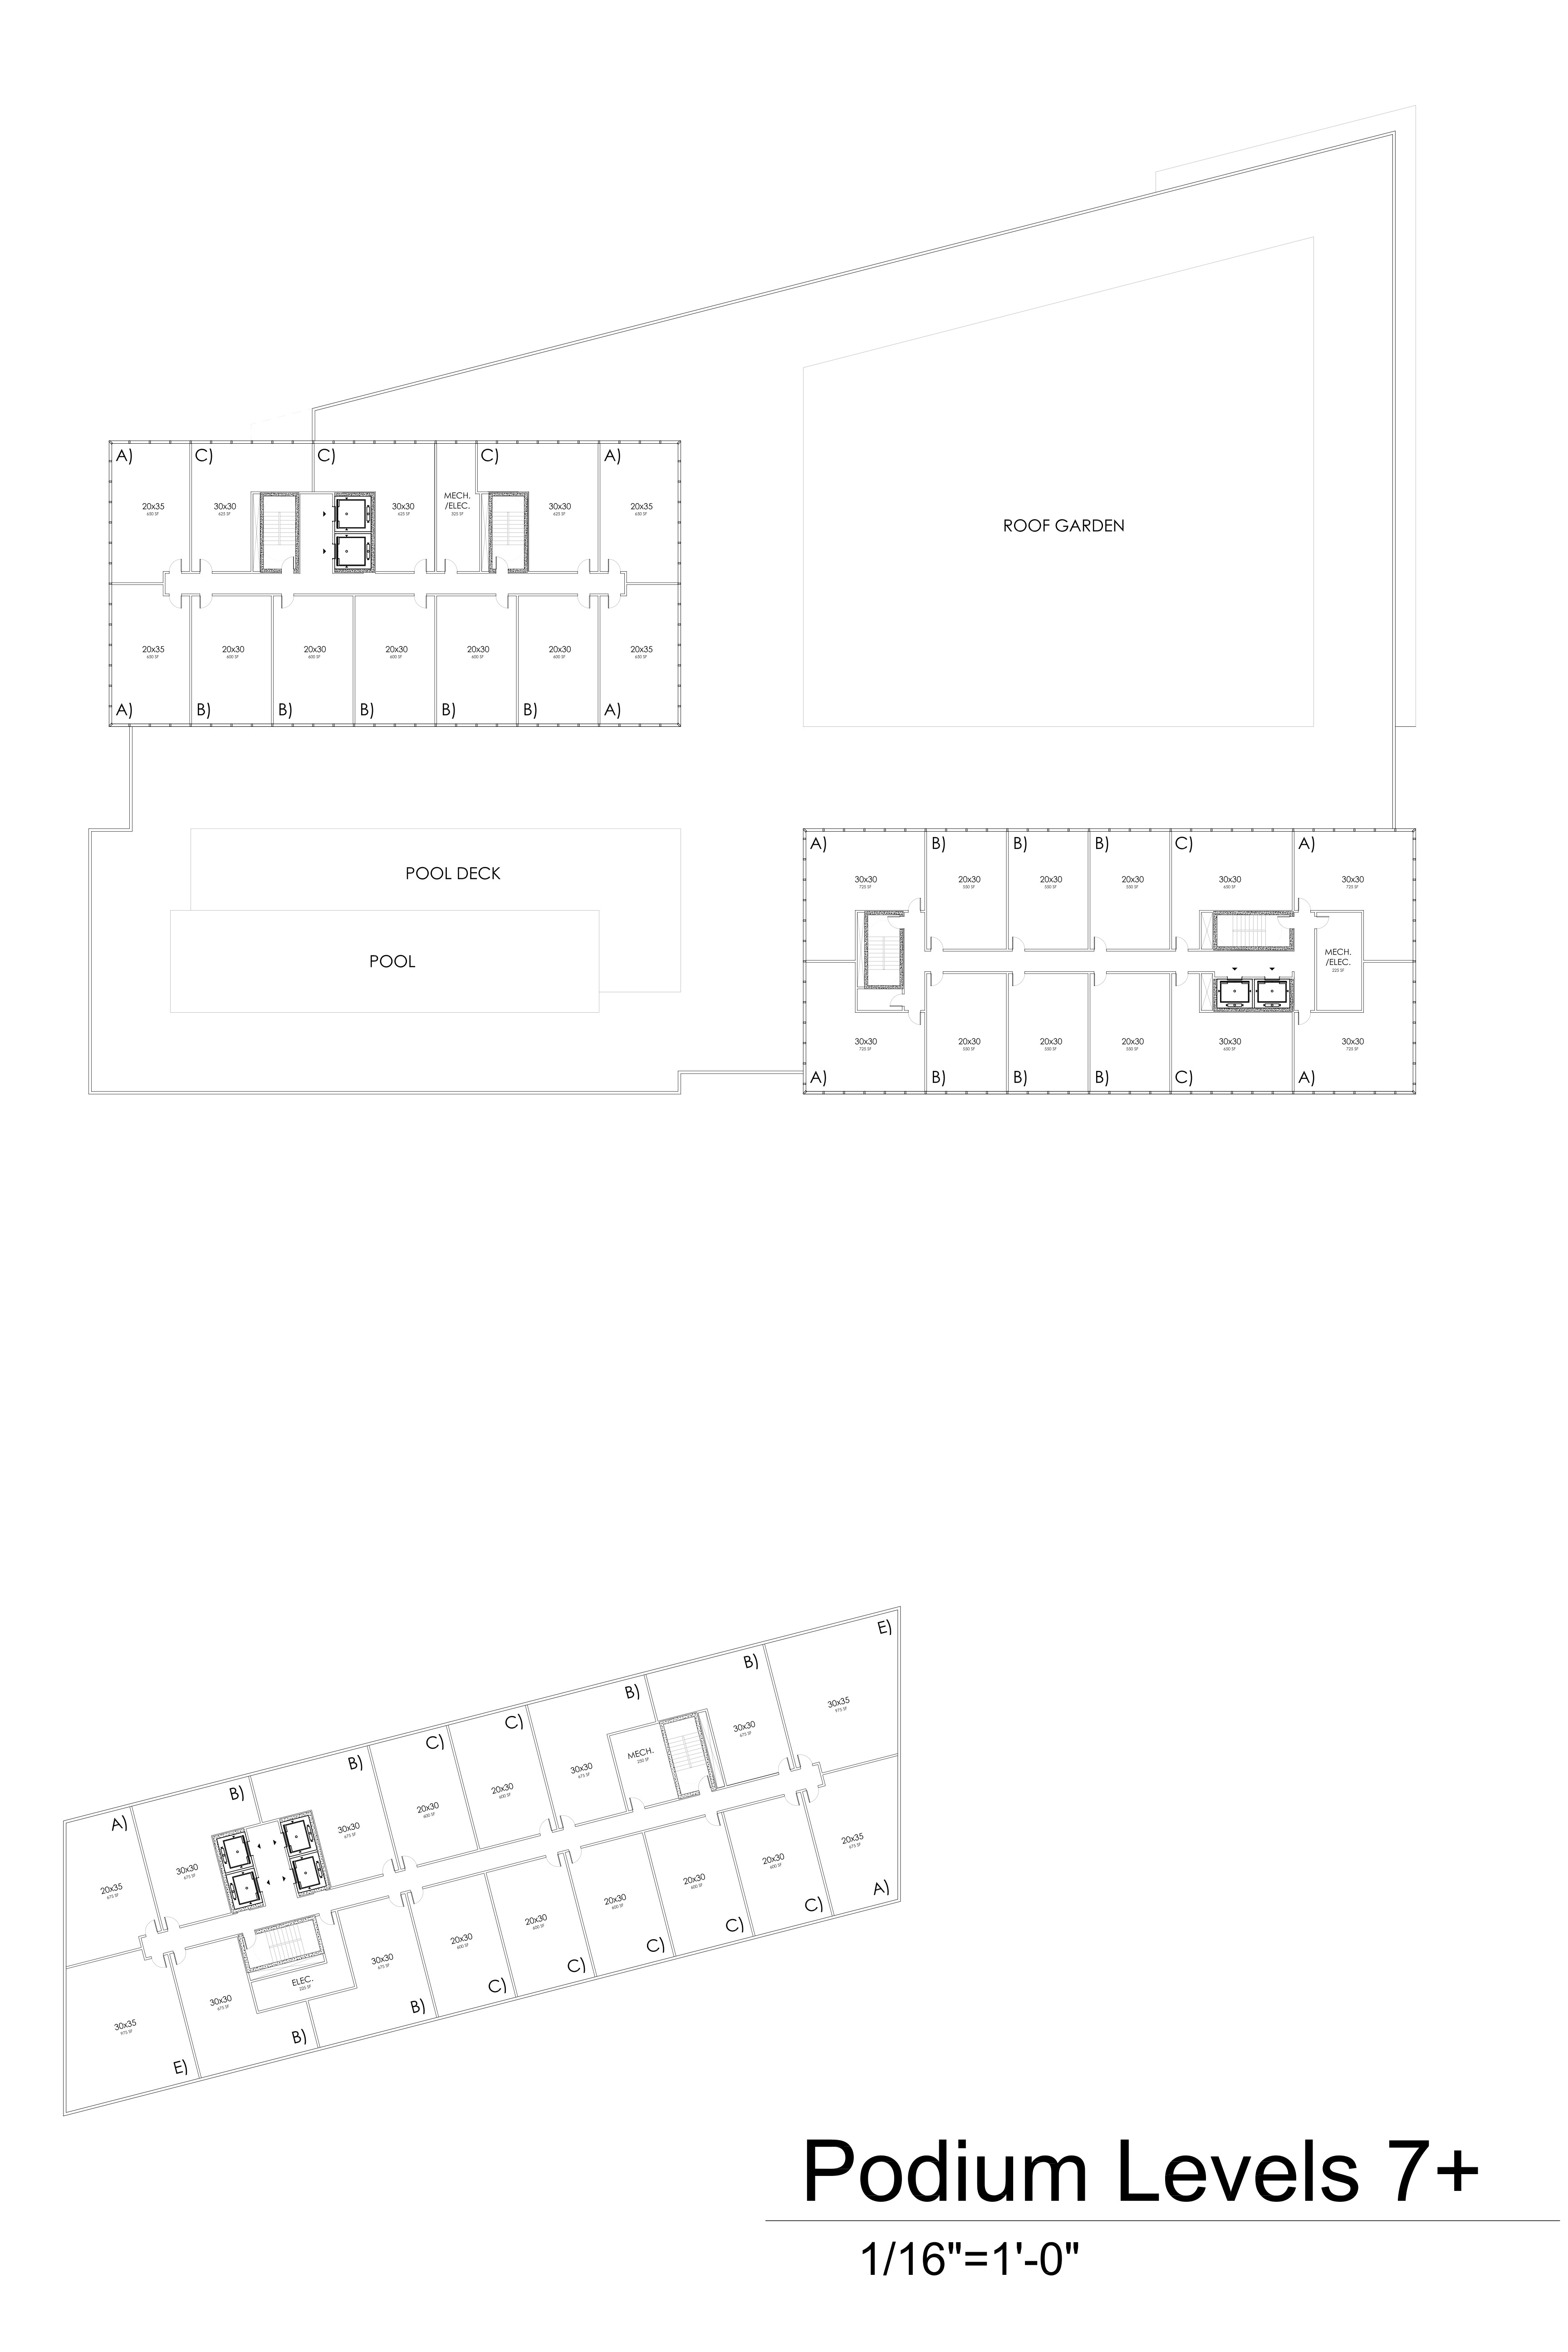 A)
20x35
650 SF
C)
30x30
625 SF
C)
30x30
625 SF
MECH.
/ELEC.
325 SF
C)
30x30
625 SF
A)
20x35
650 SF
20x35
650 SF
A)
20x30
600 SF
B)
20x30
600 SF
B)
20x30
600 SF
B)
20x30
600 SF
B)
20x30
600 SF
B)
20x35
650 SF
A)
ROOF GARDEN
POOL DECK
POOL
A)
30x30
725 SF
B)
20x30
550 SF
B)
20x30
550 SF
B)
20x30
550 SF
C)
30x30
650 SF
A)
30x30
725 SF
MECH.
/ELEC.
225 SF
30x30
725 SF
A)
20x30
550 SF
B)
20x30
550 SF
B)
20x30
550 SF
B)
30x30
650 SF
C)
30x30
725 SF
A)
A)
20x35
675 SF
B)
30x30
675 SF
B)
30x30
675 SF
C)
20x30
600 SF
C)
20x30
600 SF
B)
30x30
675 SF
MECH.
250 SF
B)
30x30
675 SF
E)
30x35
975 SF
30x35
975 SF
E)
30x30
675 SF
B)
ELEC.
225 SF
30x30
675 SF
B)
20x30
600 SF
C)
20x30
600 SF
C)
20x30
600 SF
C)
20x30
600 SF
C)
20x30
600 SF
C)
20x35
675 SF
A)
Podium Levels 7+
1/16"=1'-0"